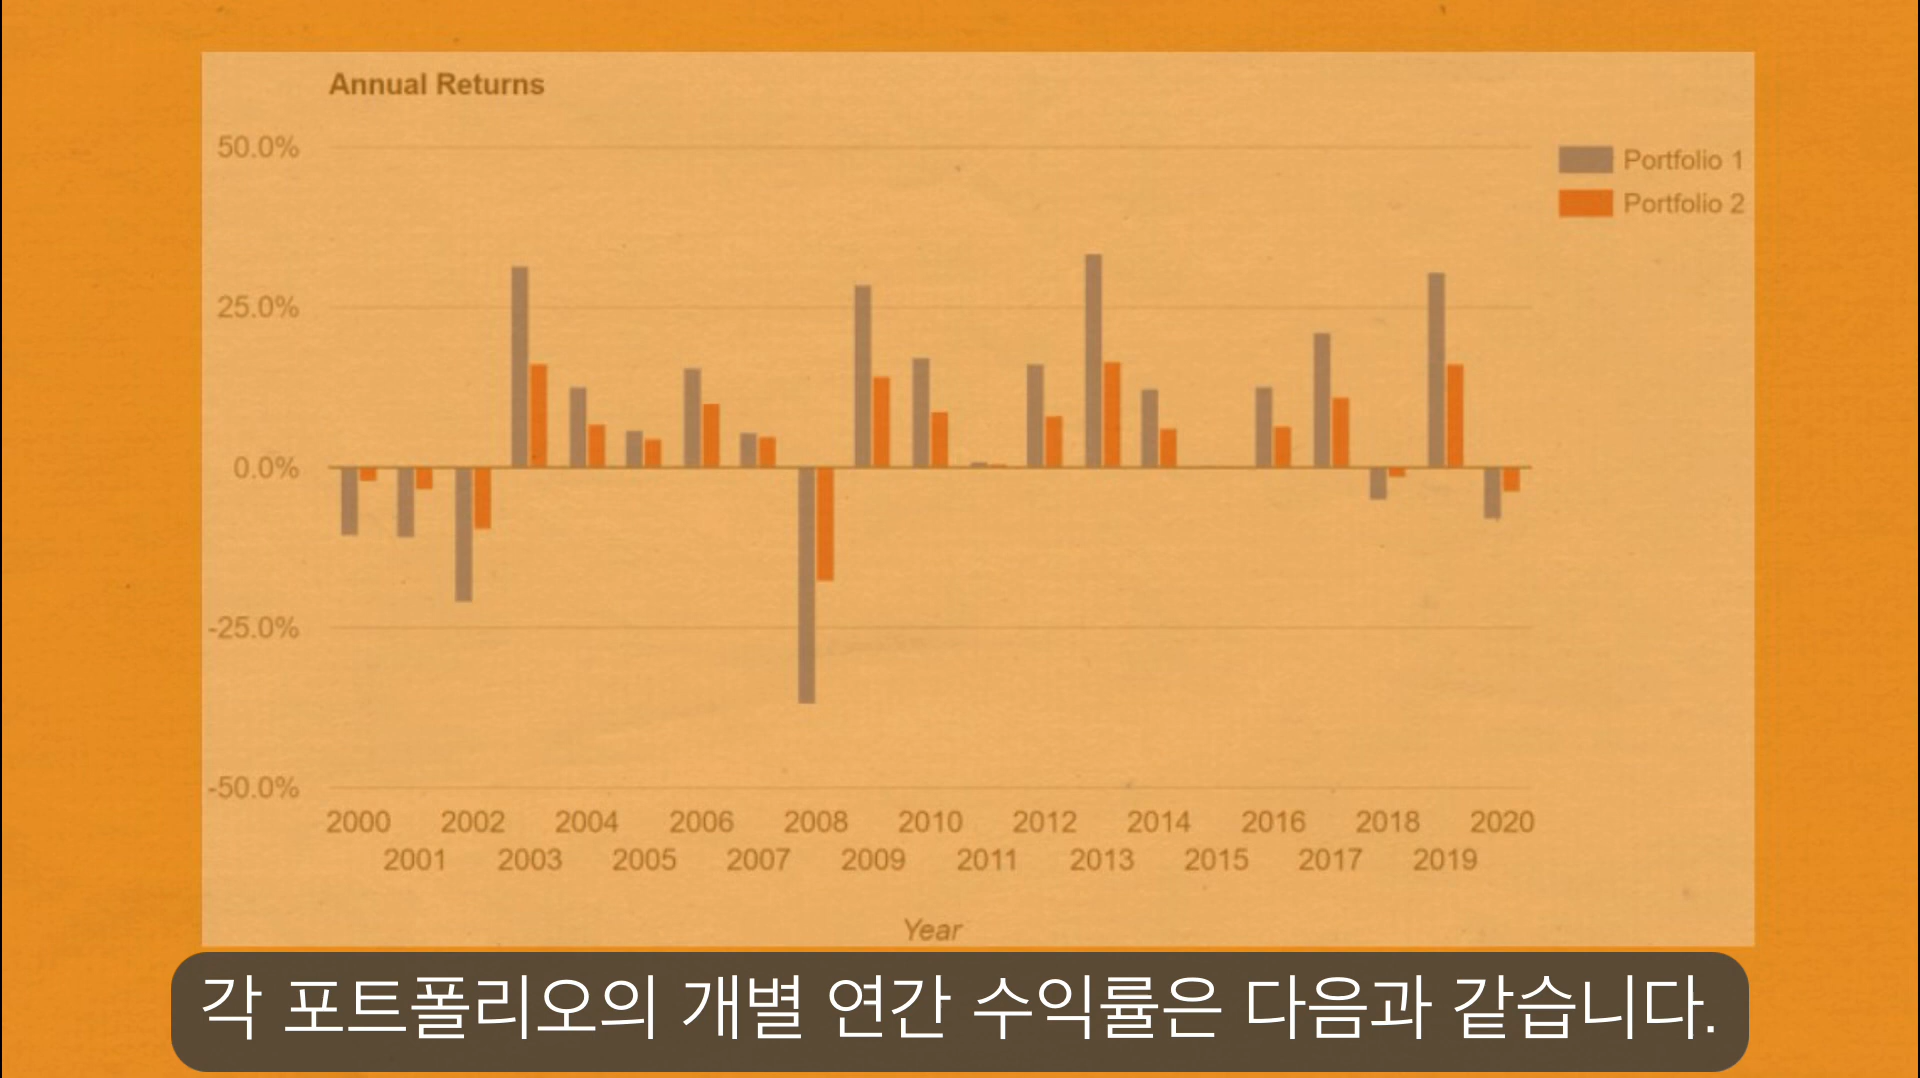 Annual Returns
50.0%
25.0%
0.0%
-25.0%
-50.0%
Portfolio 1
Portfolio 2
2000 2002 2004 2006 2008 2010 2012 2014 2016 2018 2020
2001 2003 2005 2007 2009 2011 2013 2015 2017 2019
Year
각 포트폴리오의 개별 연간 수익률은 다음과 같습니다.